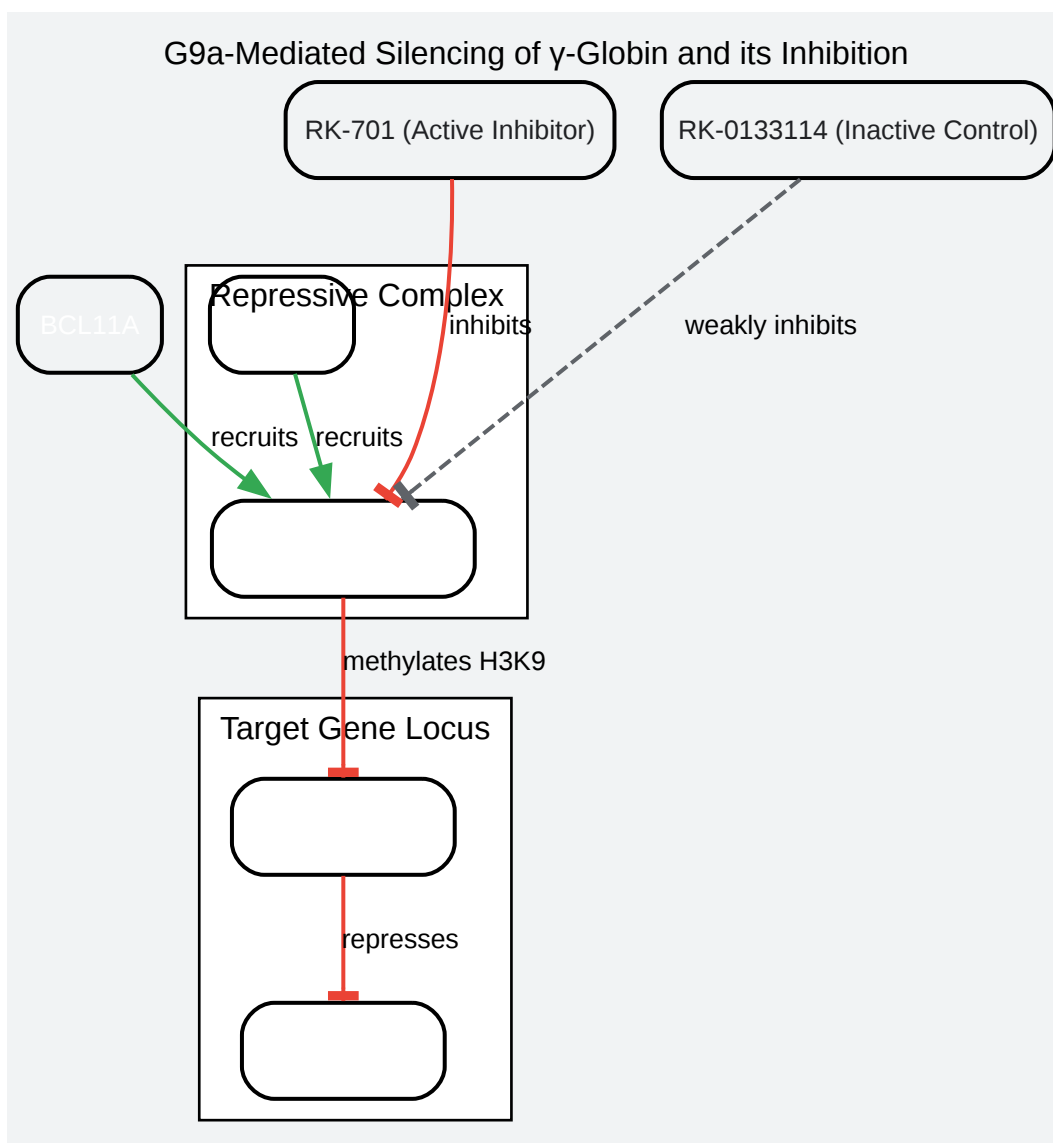 G9a-Mediated Silencing of γ-Globin and its Inhibition
RK-701 (Active Inhibitor)
RK-0133114 (Inactive Control)
Repressive Complex
BCL11A
inhibits
weakly inhibits
recruits
recruits
methylates H3K9
Target Gene Locus
represses